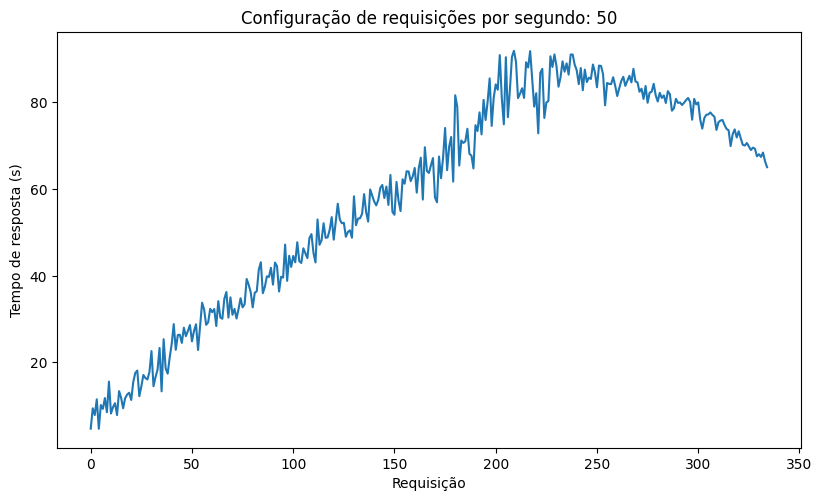 Configuração de requisições por segundo: 50
Tempo de resposta (s)
80
60
40
20
0 50 100 150 200 250 300 350
Requisição